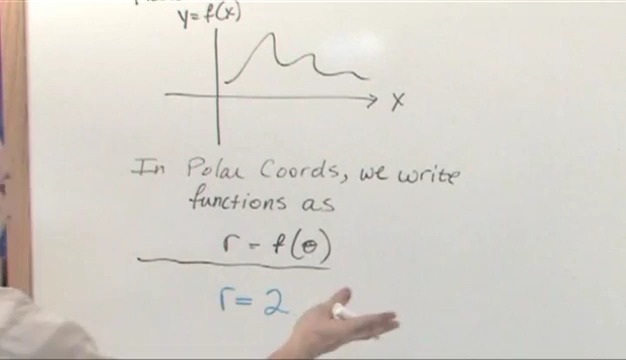 y=f(x)
x
In Polar Coords, we write
functions as
r = f(θ)
r = 2